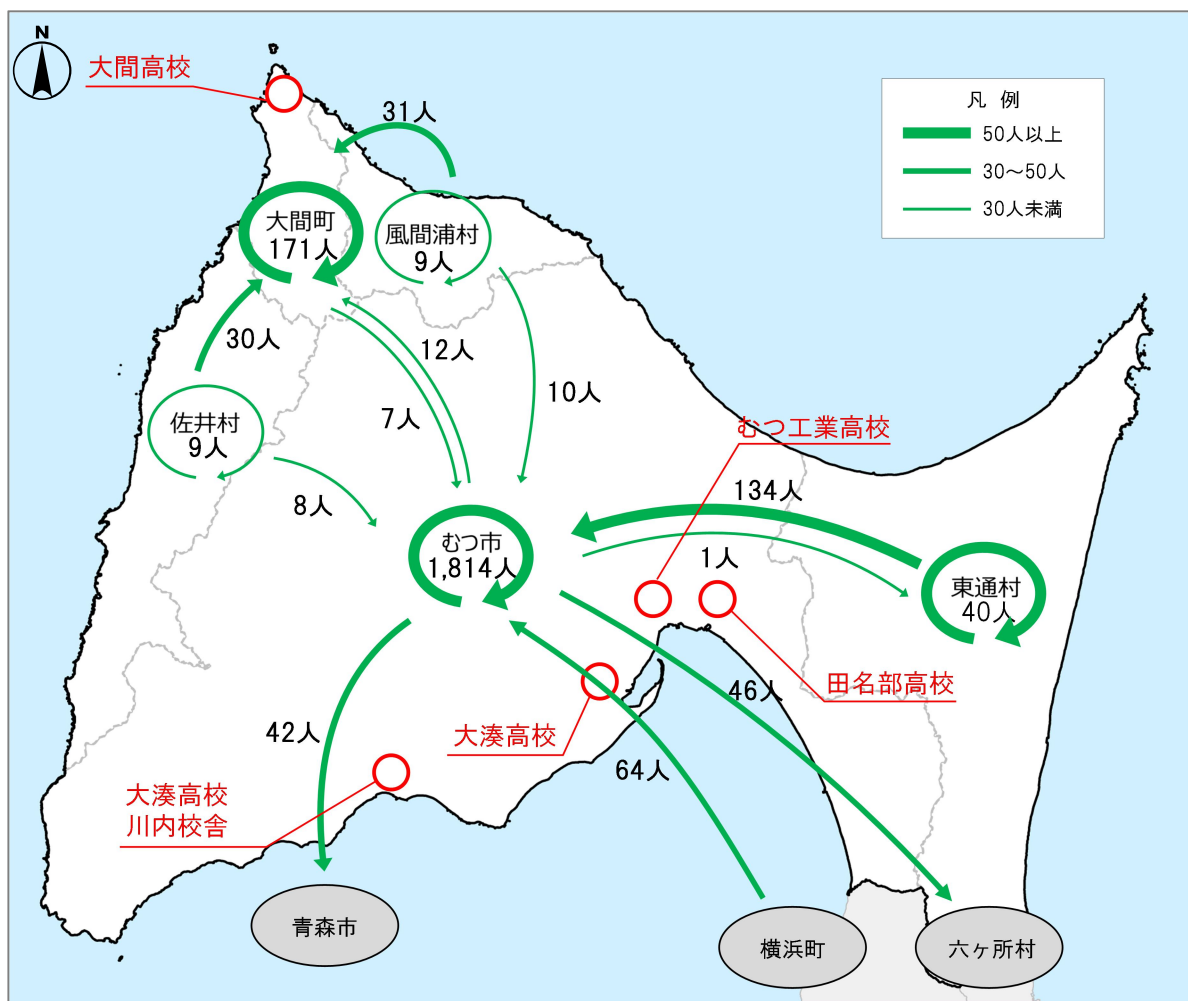 N
大間高校
31人
凡 例
50人以上
30～50人
30人未満
大間町
171人
風間浦村
9人
30人
12人
7人
10人
佐井村
9人
8人
むつ工業高校
134人
むつ市
1,814人
1人
東通村
40人
42人
46人
田名部高校
大湊高校
64人
大湊高校
川内校舎
青森市
横浜町
六ヶ所村